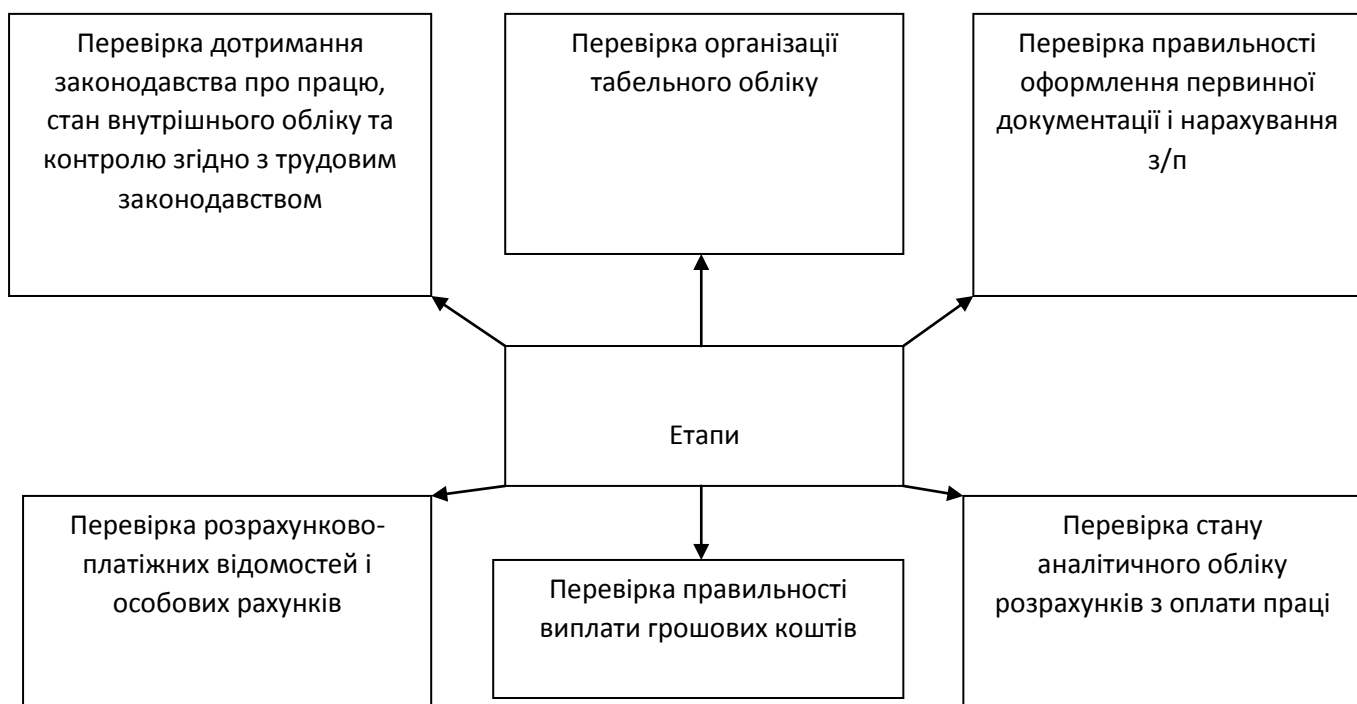 Перевірка дотримання
законодавства про працю,
стан внутрішнього обліку та
контролю згідно з трудовим
законодавством
Перевірка організації
табельного обліку
Перевірка правильності
оформлення первинної
документації і нарахування
з/п
Етапи
Перевірка розрахунково-
платіжних відомостей і
особових рахунків
Перевірка правильності
виплати грошових коштів
Перевірка стану
аналітичного обліку
розрахунків з оплати праці